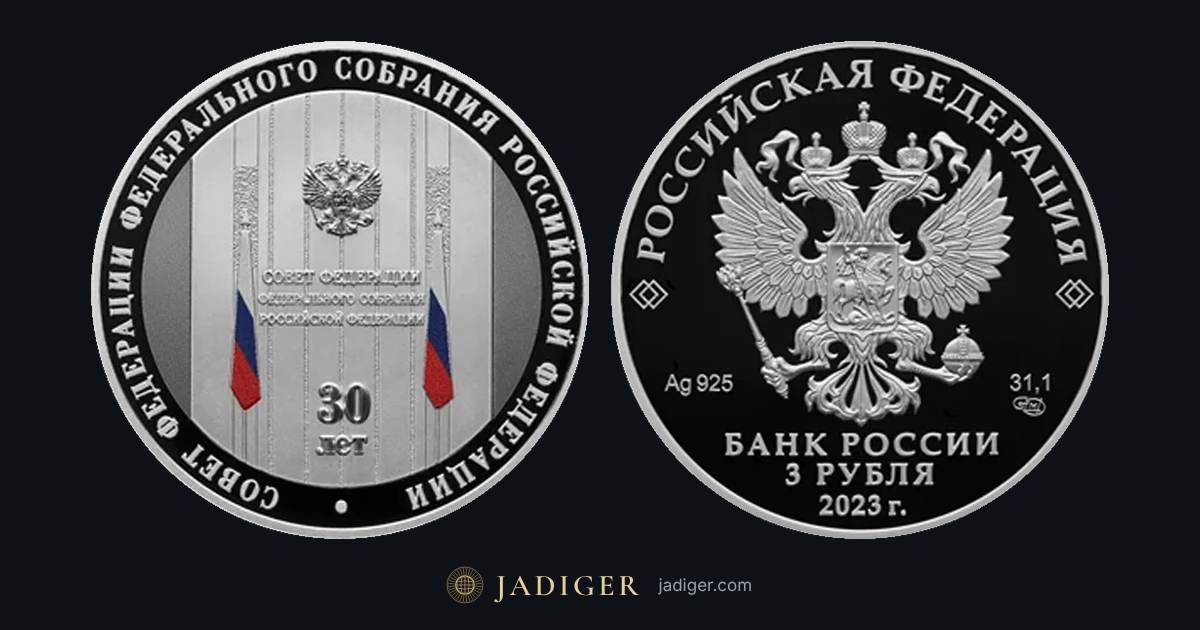 СОВЕТ ФЕДЕРАЦИИ ФЕДЕРАЛЬНОГО СОБРАНИЯ РОССИЙСКОЙ ФЕДЕРАЦИИ
СОВЕТ ФЕДЕРАЦИИ
ФЕДЕРАЛЬНОГО СОБРАНИЯ
РОССИЙСКОЙ ФЕДЕРАЦИИ
30
лет
РОССИЙСКАЯ ФЕДЕРАЦИЯ
Ag 925
31,1
БАНК РОССИИ
3 РУБЛЯ
2023 г.
JADIGER
jadiger.com